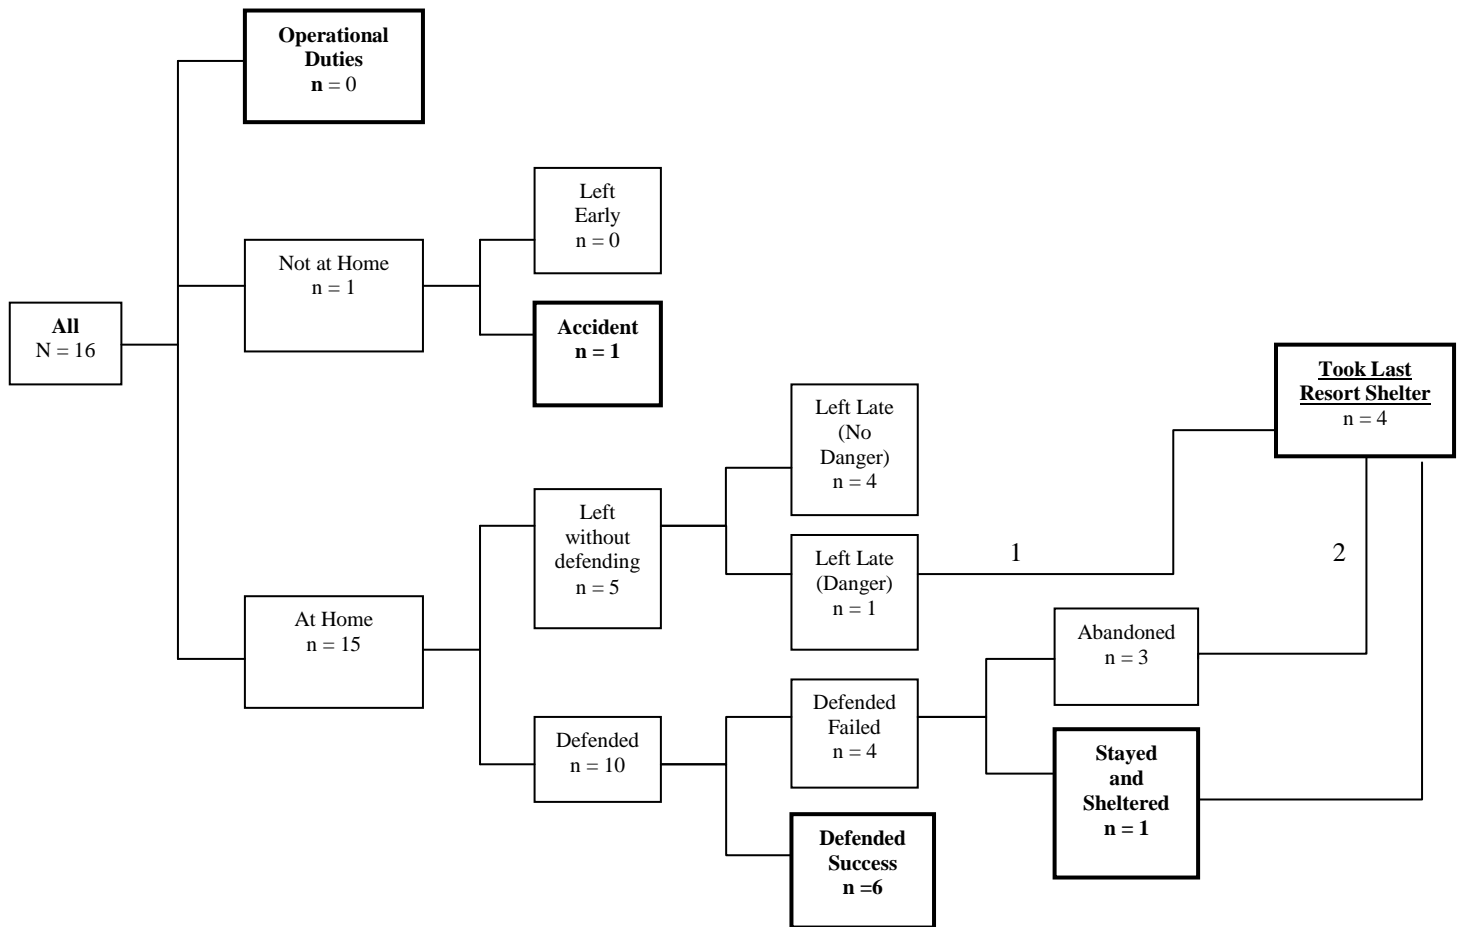 Operational
Duties
n = 0
Left
Early
n = 0
Not at Home
n = 1
All
N = 16
Accident
n = 1
Took Last
Resort Shelter
n = 4
Left Late
(No
Danger)
n = 4
Left
without
defending
n = 5
Left Late
(Danger)
n = 1
1
2
At Home
n = 15
Abandoned
n = 3
Defended
n = 10
Defended
Failed
n = 4
Stayed
and
Sheltered
n = 1
Defended
Success
n =6